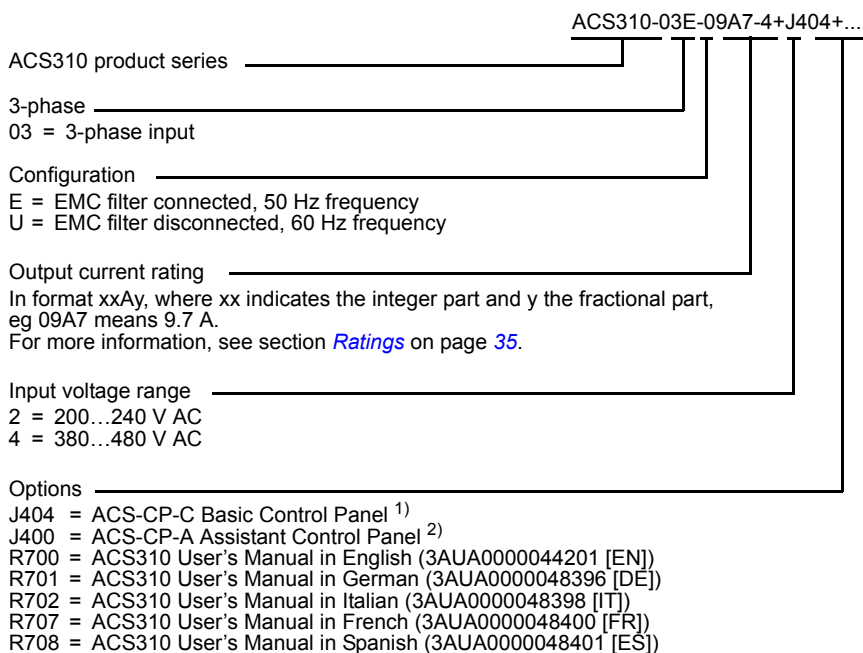 ACS310-03E-09A7-4+J404+...
ACS310 product series
3-phase
03 = 3-phase input
Configuration
E = EMC filter connected, 50 Hz frequency
U = EMC filter disconnected, 60 Hz frequency
Output current rating
In format xxAy, where xx indicates the integer part and y the fractional part,
eg 09A7 means 9.7 A.
For more information, see section Ratings on page 35.
Input voltage range
2 = 200…240 V AC
4 = 380…480 V AC
Options
J404 = ACS-CP-C Basic Control Panel 1)
J400 = ACS-CP-A Assistant Control Panel 2)
R700 = ACS310 User's Manual in English (3AUA0000044201 [EN])
R701 = ACS310 User's Manual in German (3AUA0000048396 [DE])
R702 = ACS310 User's Manual in Italian (3AUA0000048398 [IT])
R707 = ACS310 User's Manual in French (3AUA0000048400 [FR])
R708 = ACS310 User's Manual in Spanish (3AUA0000048401 [ES])